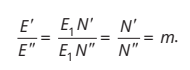 E′/E″ = E₁N′/E₁N″ = N′/N″ = m.